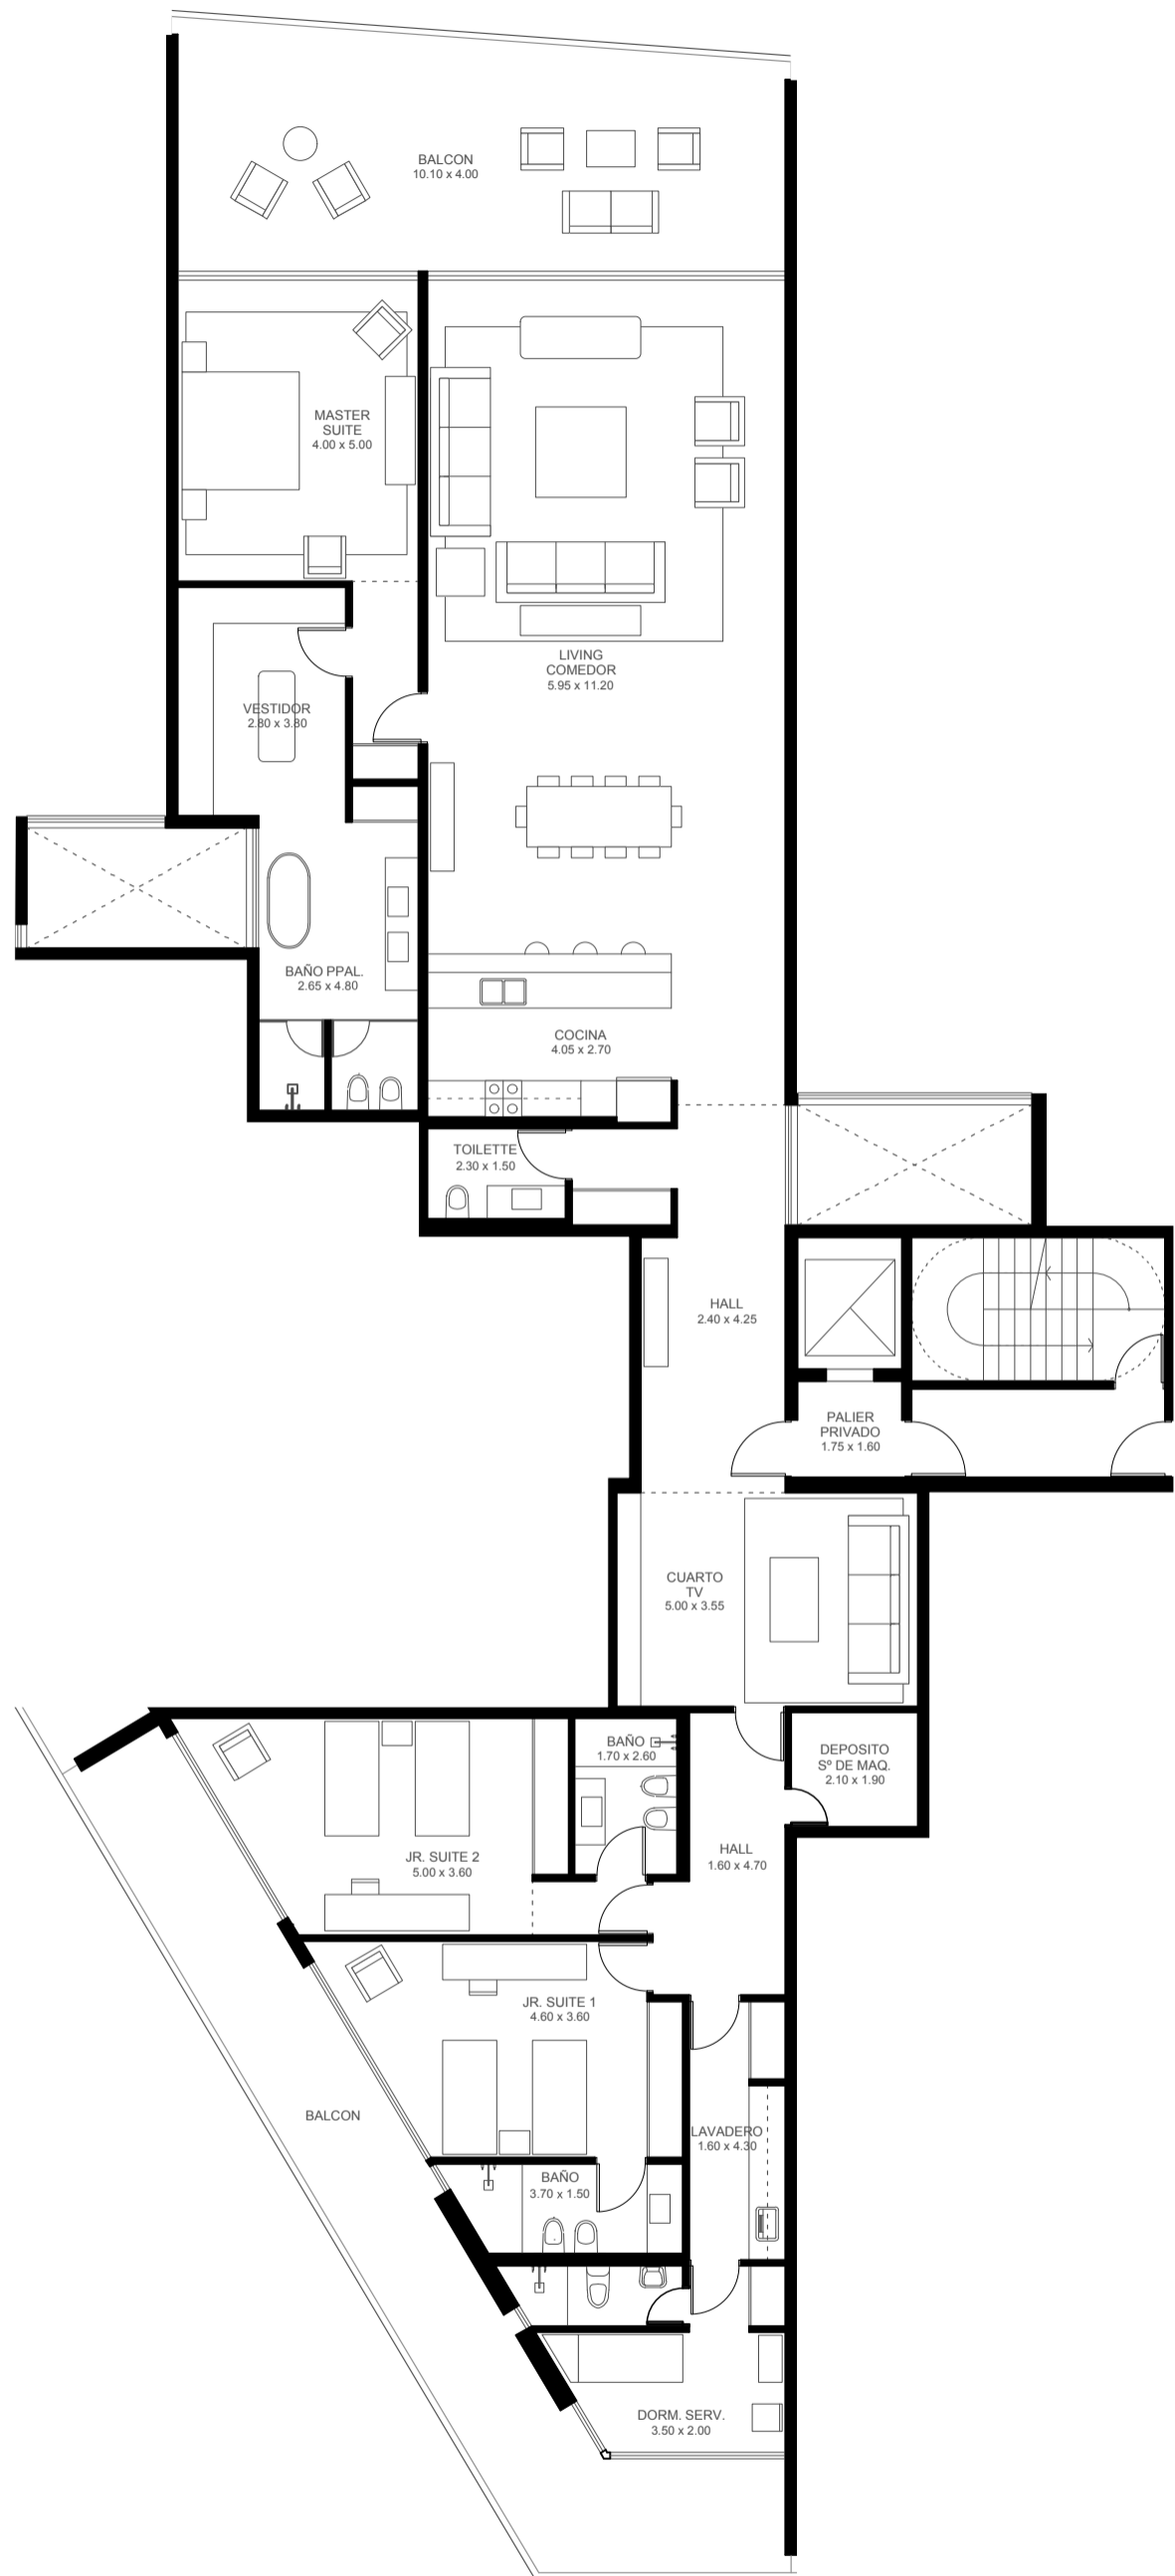 BALCON
10.10 x 4.00
MASTER
SUITE
4.00 x 5.00
LIVING
COMEDOR
5.95 x 11.20
VESTIDOR
2.80 x 3.80
BAÑO PPAL.
2.65 x 4.80
COCINA
4.05 x 2.70
TOILETTE
2.30 x 1.50
HALL
2.40 x 4.25
PALIER
PRIVADO
1.75 x 1.60
CUARTO
TV
5.00 x 3.55
BAÑO
1.70 x 2.60
DEPOSITO
Sº DE MAQ.
2.10 x 1.90
HALL
1.60 x 4.70
JR. SUITE 2
5.00 x 3.60
JR. SUITE 1
4.60 x 3.60
BALCON
LAVADERO
1.60 x 4.30
BAÑO
3.70 x 1.50
DORM. SERV.
3.50 x 2.00